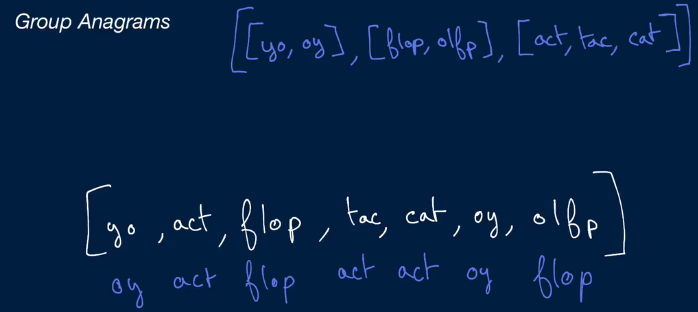 Group Anagrams
[[yo, oy], [flop, olfp], [act, tac, cat]]
[yo, act, flop, tac, cat, oy, olfp]
oy act flop act act oy flop